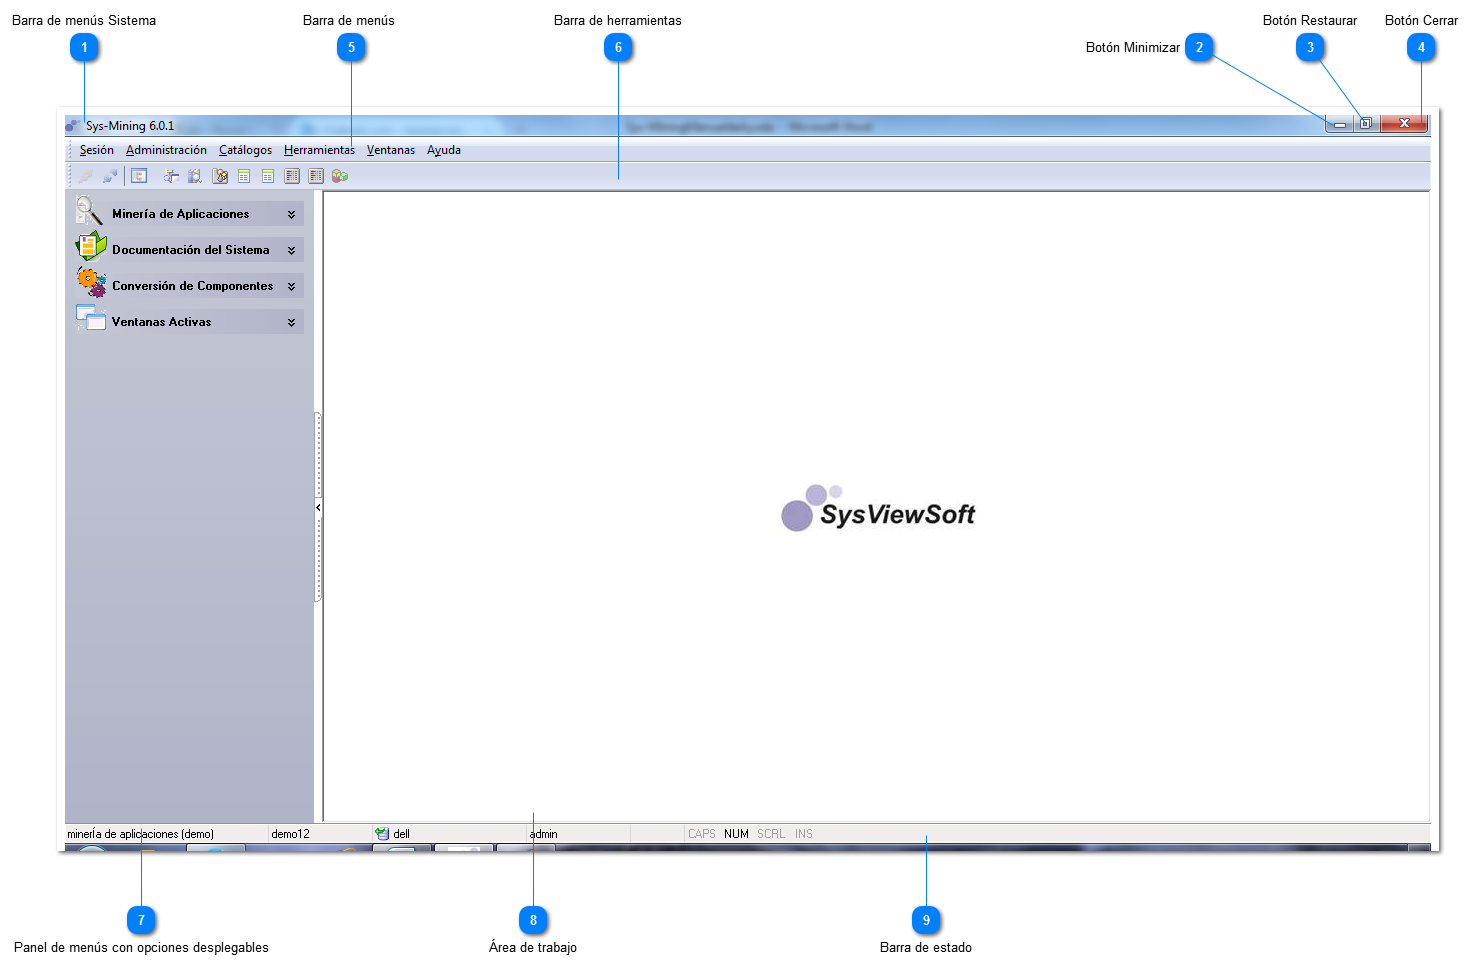 Barra de menús Sistema
Barra de menús
Barra de herramientas
Botón Restaurar
Botón Cerrar
1
5
6
Botón Minimizar 2
3
4
Sys-Mining 6.0.1
Sesión Administración Catálogos Herramientas Ventanas Ayuda
Minería de Aplicaciones
Documentación del Sistema
Conversión de Componentes
Ventanas Activas
SysViewSoft
minería de aplicaciones (demo) demo12 dell admin CAPS NUM SCRL INS
7
8
9
Panel de menús con opciones desplegables
Área de trabajo
Barra de estado